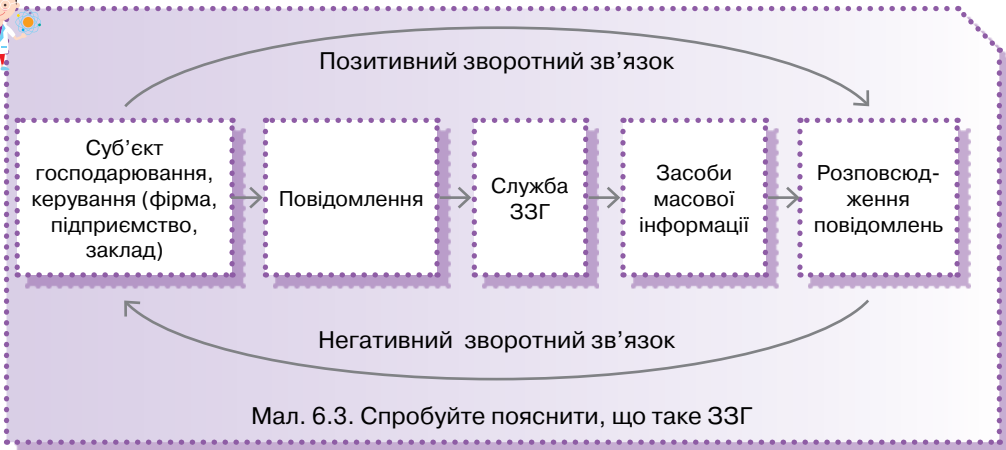 Позитивний зворотний зв’язок
Суб’єкт
господарювання,
керування (фірма,
підприємство,
заклад)
Повідомлення
Служба
ЗЗГ
Засоби
масової
інформації
Розповсюд-
ження
повідомлень
Негативний зворотний зв’язок
Мал. 6.3. Спробуйте пояснити, що таке ЗЗГ